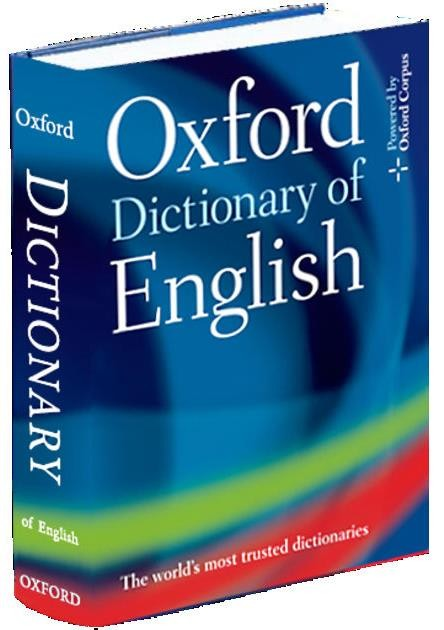 Oxford
DICTIONARY
of English
OXFORD
Oxford
Dictionary of
English
Powered by
Oxford Corpus
The world's most trusted dictionaries